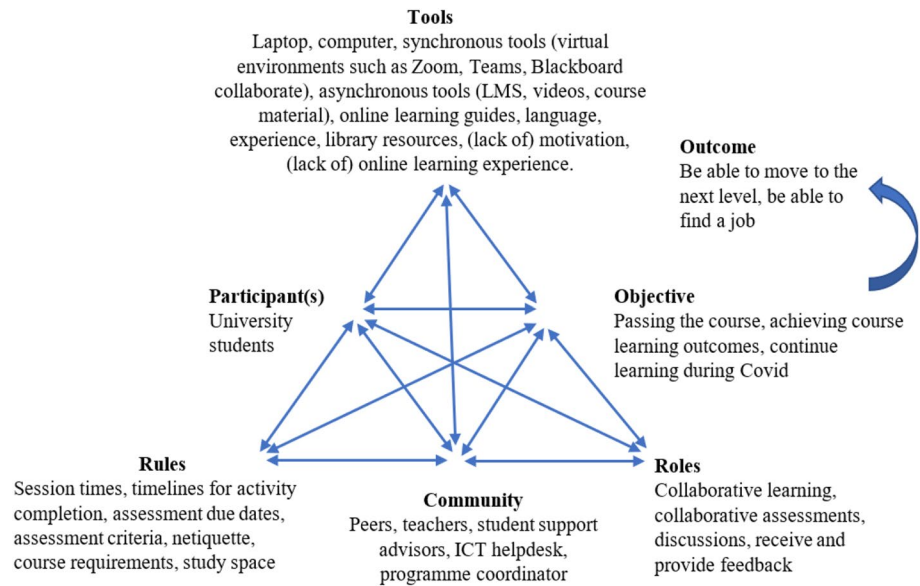 Tools
Laptop, computer, synchronous tools (virtual
environments such as Zoom, Teams, Blackboard
collaborate), asynchronous tools (LMS, videos, course
material), online learning guides, language,
experience, library resources, (lack of) motivation,
(lack of) online learning experience.
Outcome
Be able to move to the
next level, be able to
find a job
Participant(s)
University
students
Objective
Passing the course, achieving course
learning outcomes, continue
learning during Covid
Rules
Session times, timelines for activity
completion, assessment due dates,
assessment criteria, netiquette,
course requirements, study space
Community
Peers, teachers, student support
advisors, ICT helpdesk,
programme coordinator
Roles
Collaborative learning,
collaborative assessments,
discussions, receive and
provide feedback